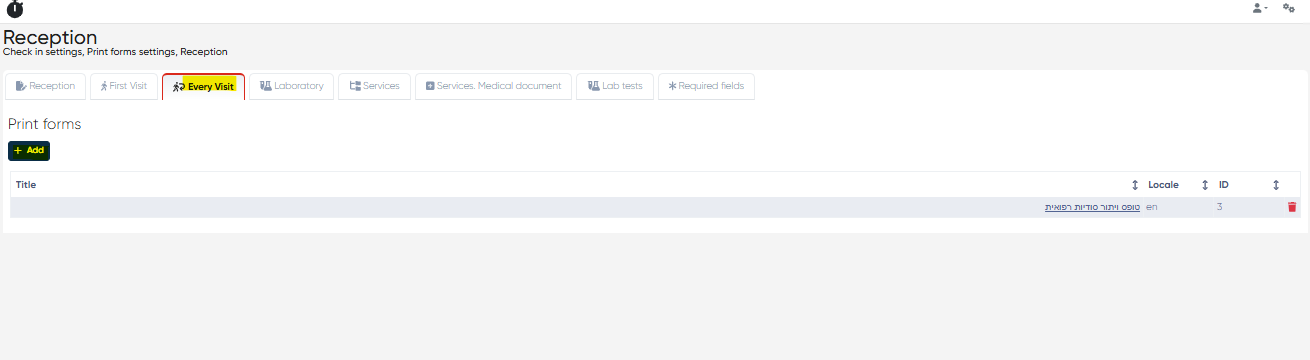 Reception
Check in settings, Print forms settings, Reception
Reception First Visit Every Visit Laboratory Services Services. Medical document Lab tests Required fields
Print forms
+ Add
Title Locale ID
טופס ויתור סודיות רפואית en 3